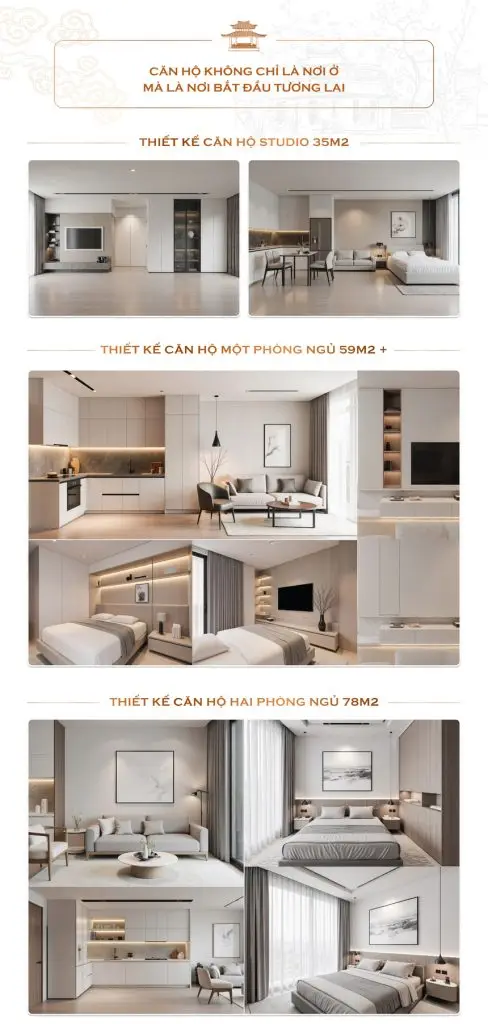 CĂN HỘ KHÔNG CHỈ LÀ NƠI Ở
MÀ LÀ NƠI BẮT ĐẦU TƯƠNG LAI
THIẾT KẾ CĂN HỘ STUDIO 35M2
THIẾT KẾ CĂN HỘ MỘT PHÒNG NGỦ 59M2 +
THIẾT KẾ CĂN HỘ HAI PHÒNG NGỦ 78M2